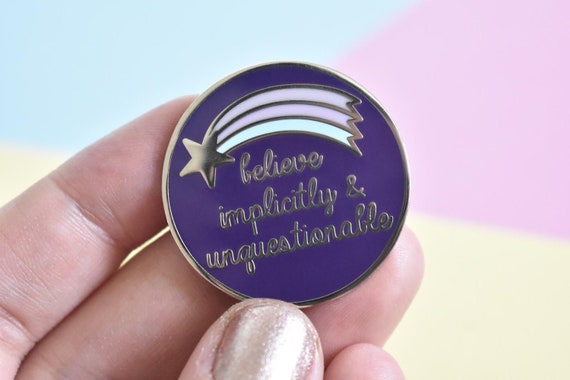 believe
implicitly &
unquestionable